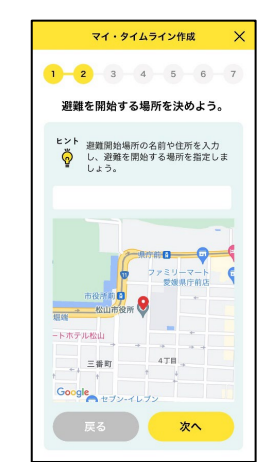 マイ・タイムライン作成
1 2 3 4 5 6 7
避難を開始する場所を決めよう。
ヒント
避難開始場所の名前や住所を入力
し、避難を開始する場所を指定しま
しょう。
県庁前
ファミリーマート
愛媛県庁前店
市役所前
松山市役所
堀端
ートホテル松山
三番町
4丁目
Google
セブン-イレブン
戻る
次へ